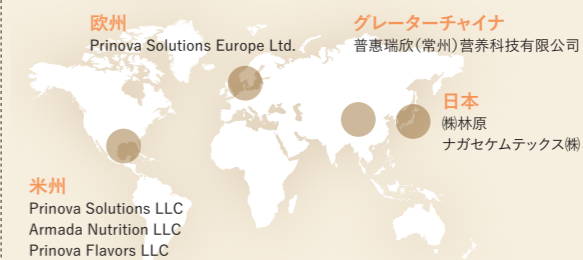 欧州
Prinova Solutions Europe Ltd.
グレーターチャイナ
普惠瑞欣(常州)营养科技有限公司
日本
㈱林原
ナガセケムテックス㈱
米州
Prinova Solutions LLC
Armada Nutrition LLC
Prinova Flavors LLC